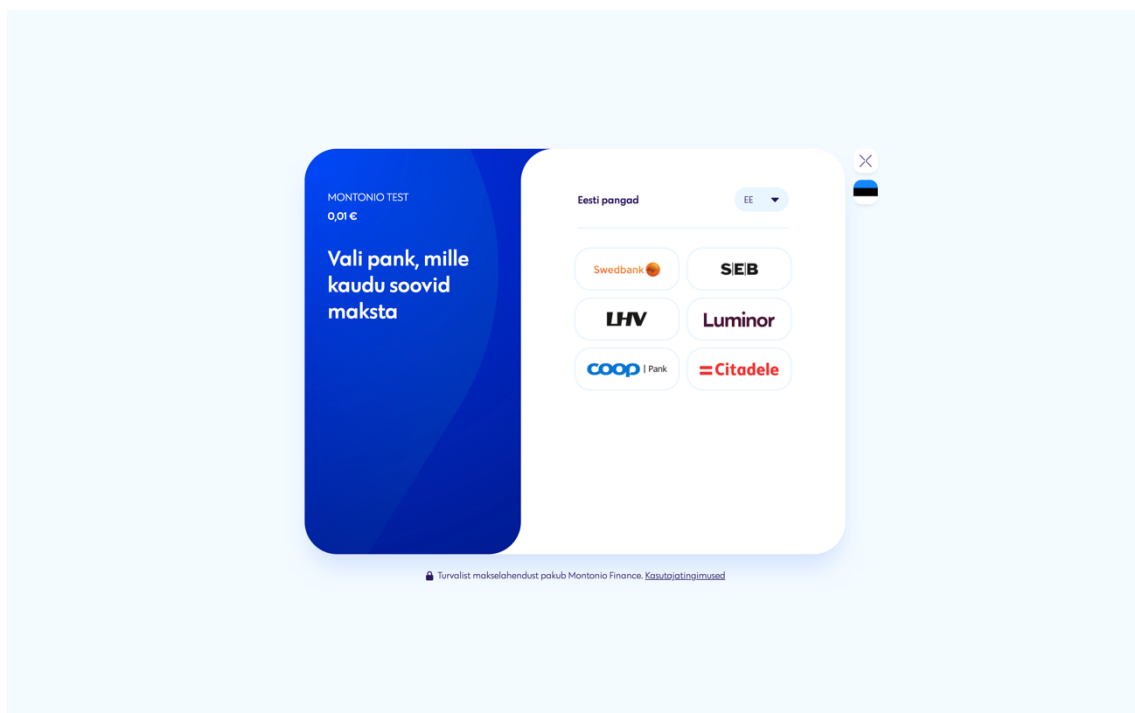 MONTONIO TEST
0,01 €
Vali pank, mille
kaudu soovid
maksta
Eesti pangad
EE
Swedbank
SEB
LHV
Luminor
coop | Pank
Citadele
Turvalist makselahendust pakub Montonio Finance. Kasutajatingimused